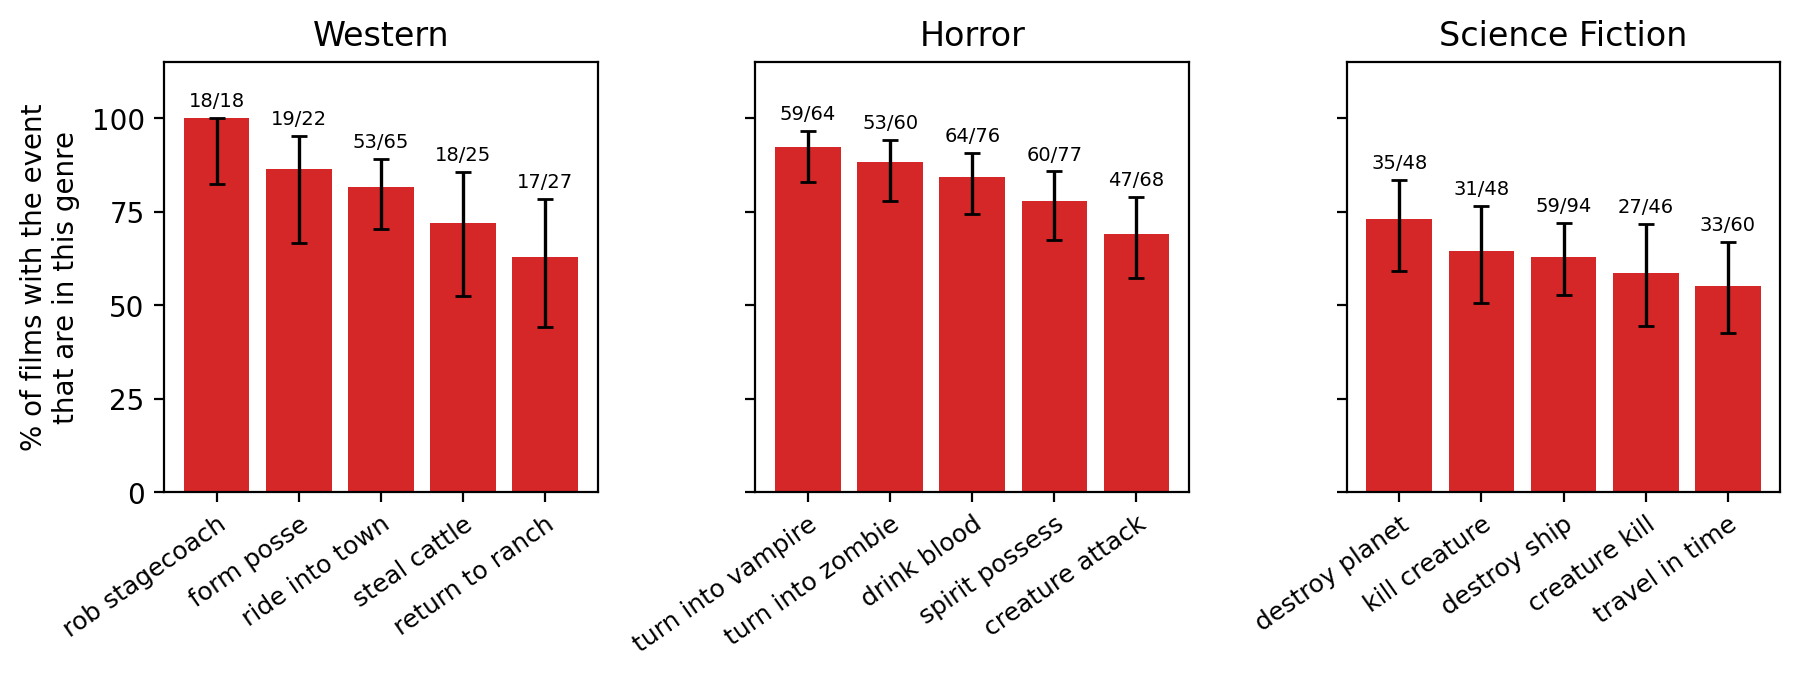 Western
Horror
Science Fiction
% of films with the event
that are in this genre
100
75
50
25
0
18/18
19/22
53/65
18/25
17/27
rob stagecoach
form posse
ride into town
steal cattle
return to ranch
59/64
53/60
64/76
60/77
47/68
turn into vampire
turn into zombie
drink blood
spirit possess
creature attack
35/48
31/48
59/94
27/46
33/60
destroy planet
kill creature
destroy ship
creature kill
travel in time